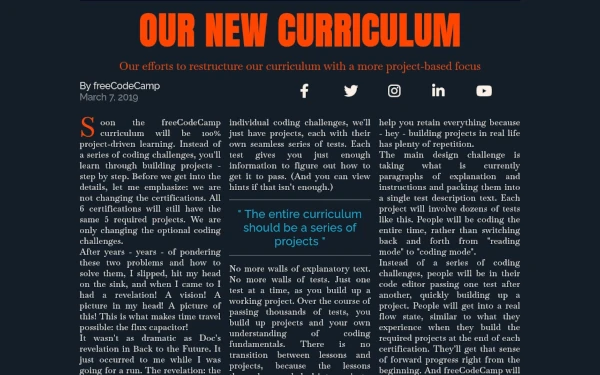 OUR NEW CURRICULUM
Our efforts to restructure our curriculum with a more project-based focus
By freeCodeCamp
March 7, 2019
Soon the freeCodeCamp
curriculum will be 100%
project-driven learning. Instead of
a series of coding challenges, you'll
learn through building projects -
step by step. Before we get into the
details, let me emphasize: we are
not changing the certifications. All
6 certifications will still have the
same 5 required projects. We are
only changing the optional coding
challenges.
After years - years - of pondering
these two problems and how to
solve them, I slipped, hit my head
on the sink, and when I came to I
had a revelation! A vision! A
picture in my head! A picture of
this! This is what makes time travel
possible: the flux capacitor!
It wasn't as dramatic as Doc's
revelation in Back to the Future. It
just occurred to me while I was
going for a run. The revelation: the
individual coding challenges, we'll
just have projects, each with their
own seamless series of tests. Each
test gives you just enough
information to figure out how to
get it to pass. (And you can view
hints if that isn't enough.)
" The entire curriculum
should be a series of
projects "
No more walls of explanatory text.
No more walls of tests. Just one
test at a time, as you build up a
working project. Over the course of
passing thousands of tests, you
build up projects and your own
understanding of coding
fundamentals. There is no
transition between lessons and
projects, because the lessons
help you retain everything because
- hey - building projects in real life
has plenty of repetition.
The main design challenge is
taking what is currently
paragraphs of explanation and
instructions and packing them into
a single test description text. Each
project will involve dozens of tests
like this. People will be coding the
entire time, rather than switching
back and forth from "reading
mode" to "coding mode".
Instead of a series of coding
challenges, people will be in their
code editor passing one test after
another, quickly building up a
project. People will get into a real
flow state, similar to what they
experience when they build the
required projects at the end of each
certification. They'll get that sense
of forward progress right from the
beginning. And freeCodeCamp will